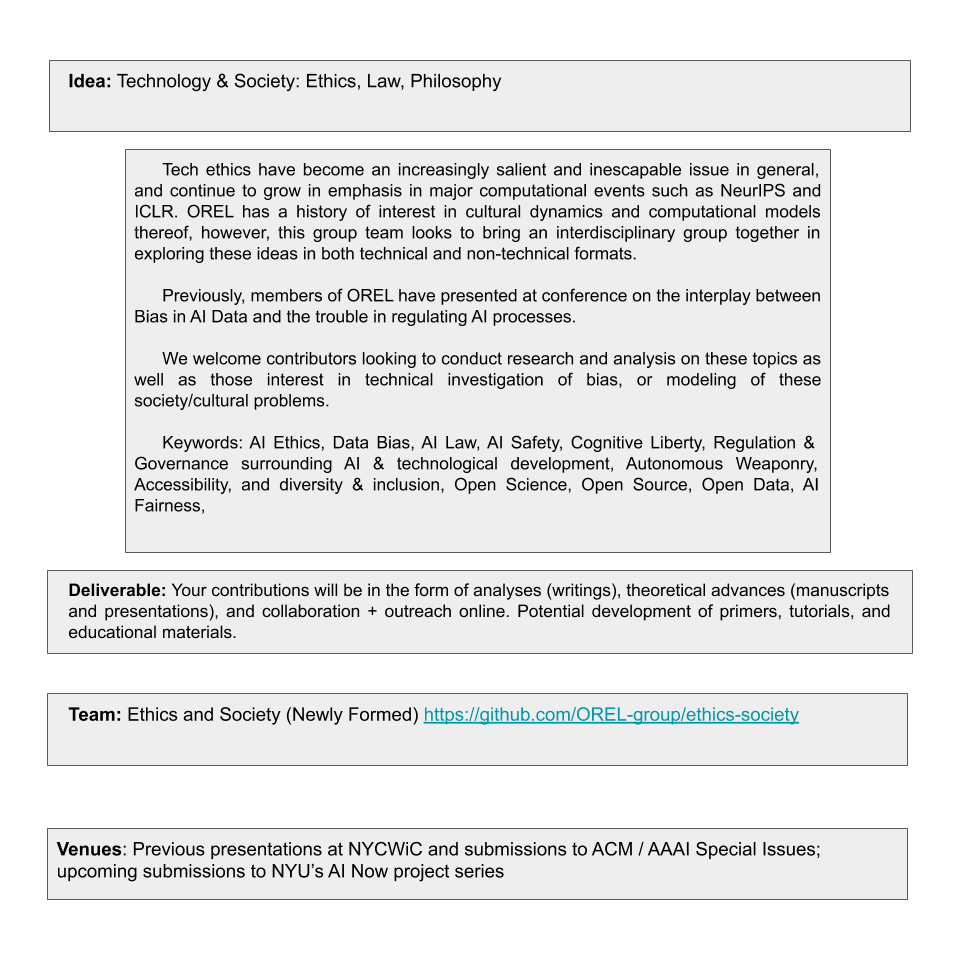 Idea: Technology & Society: Ethics, Law, Philosophy
Tech ethics have become an increasingly salient and inescapable issue in general,
and continue to grow in emphasis in major computational events such as NeurIPS and
ICLR. OREL has a history of interest in cultural dynamics and computational models
thereof, however, this group team looks to bring an interdisciplinary group together in
exploring these ideas in both technical and non-technical formats.
Previously, members of OREL have presented at conference on the interplay between
Bias in AI Data and the trouble in regulating AI processes.
We welcome contributors looking to conduct research and analysis on these topics as
well as those interest in technical investigation of bias, or modeling of these
society/cultural problems.
Keywords: AI Ethics, Data Bias, AI Law, AI Safety, Cognitive Liberty, Regulation &
Governance surrounding AI & technological development, Autonomous Weaponry,
Accessibility, and diversity & inclusion, Open Science, Open Source, Open Data, AI
Fairness,
Deliverable: Your contributions will be in the form of analyses (writings), theoretical advances (manuscripts
and presentations), and collaboration + outreach online. Potential development of primers, tutorials, and
educational materials.
Team: Ethics and Society (Newly Formed) https://github.com/OREL-group/ethics-society
Venues: Previous presentations at NYCWiC and submissions to ACM / AAAI Special Issues;
upcoming submissions to NYU’s AI Now project series